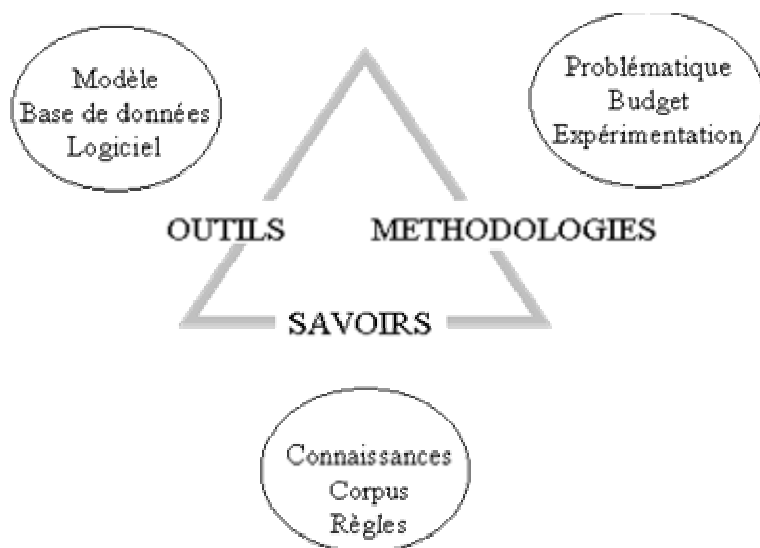 Modèle
Base de données
Logiciel
Problématique
Budget
Expérimentation
OUTILS
METHODOLOGIES
SAVOIRS
Connaissances
Corpus
Règles